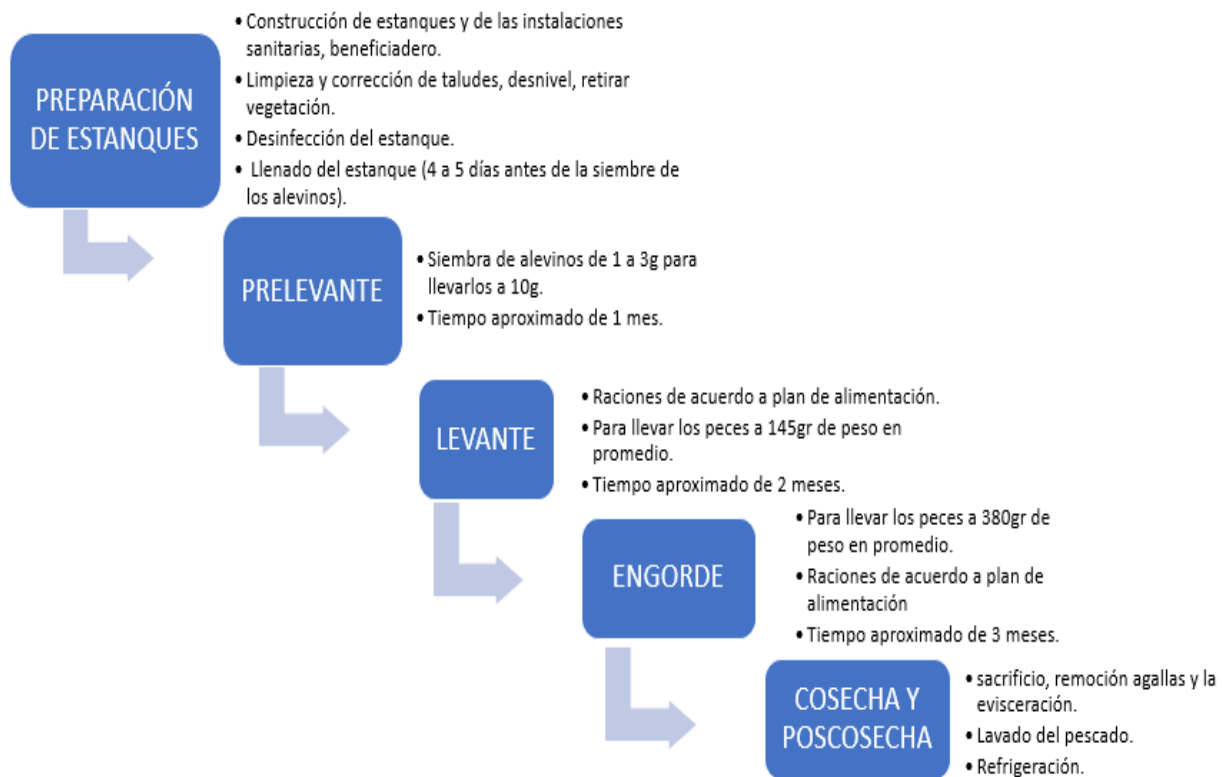 PREPARACIÓN
DE ESTANQUES
• Construcción de estanques y de las instalaciones
sanitarias, beneficiadero.
• Limpieza y corrección de taludes, desnivel, retirar
vegetación.
• Desinfección del estanque.
• Llenado del estanque (4 a 5 días antes de la siembre de
los alevinos).
PRELEVANTE
• Siembra de alevinos de 1 a 3g para
llevarlos a 10g.
• Tiempo aproximado de 1 mes.
LEVANTE
• Raciones de acuerdo a plan de alimentación.
• Para llevar los peces a 145gr de peso en
promedio.
• Tiempo aproximado de 2 meses.
ENGORDE
• Para llevar los peces a 380gr de
peso en promedio.
• Raciones de acuerdo a plan de
alimentación
• Tiempo aproximado de 3 meses.
COSECHA Y
POSCOSECHA
• sacrificio, remoción agallas y la
evisceración.
• Lavado del pescado.
• Refrigeración.